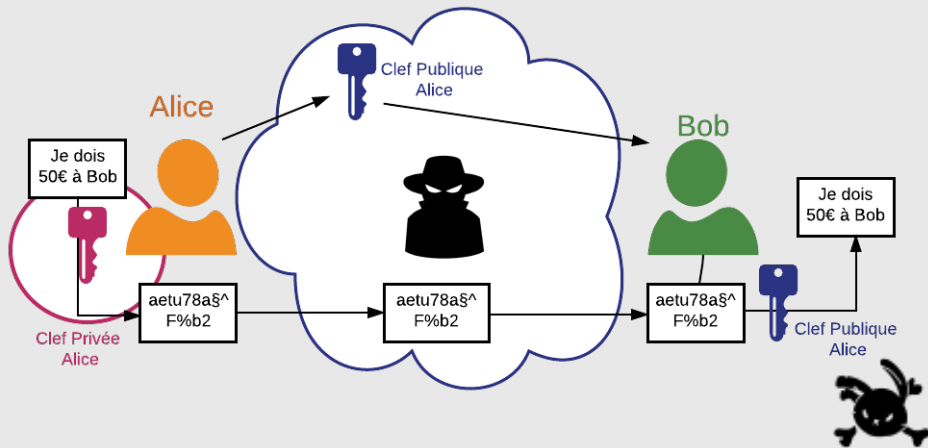 Clef Publique
Alice
Alice
Bob
Je dois
50€ à Bob
Je dois
50€ à Bob
aetu78a§^
F%b2
aetu78a§^
F%b2
aetu78a§^
F%b2
Clef Privée
Alice
Clef Publique
Alice